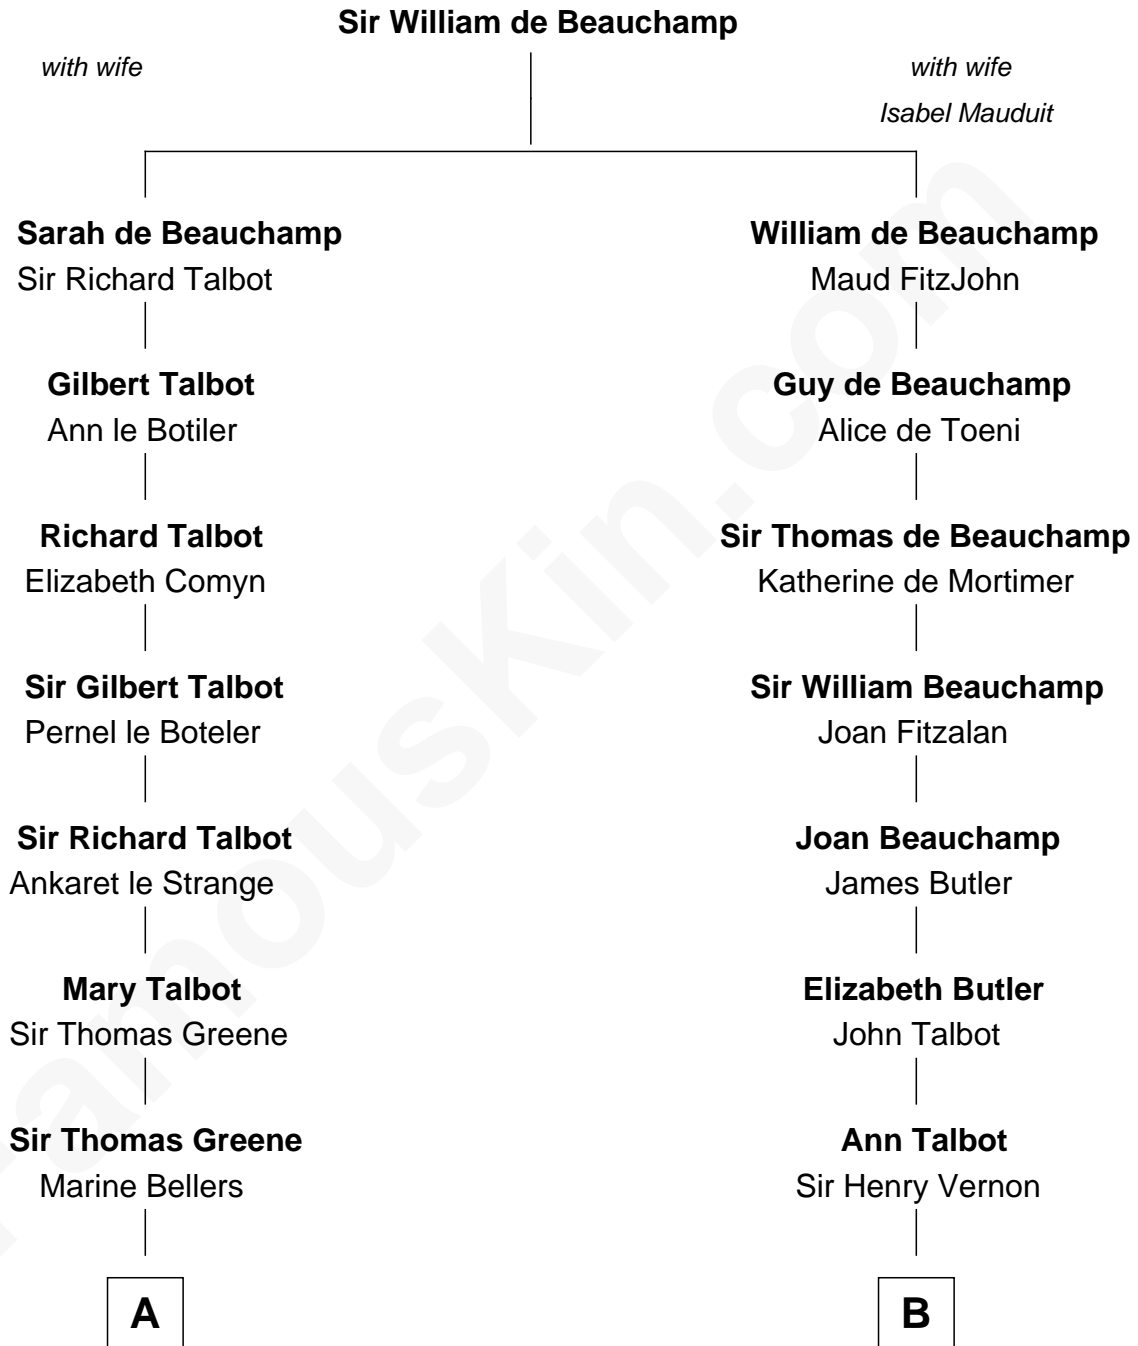 Sir William de Beauchamp
with wife
with wife
Isabel Mauduit
Sarah de Beauchamp
Sir Richard Talbot
William de Beauchamp
Maud FitzJohn
Gilbert Talbot
Ann le Botiler
Guy de Beauchamp
Alice de Toeni
Richard Talbot
Elizabeth Comyn
Sir Thomas de Beauchamp
Katherine de Mortimer
Sir Gilbert Talbot
Pernel le Boteler
Sir William Beauchamp
Joan Fitzalan
Sir Richard Talbot
Ankaret le Strange
Joan Beauchamp
James Butler
Mary Talbot
Sir Thomas Greene
Elizabeth Butler
John Talbot
Sir Thomas Greene
Marine Bellers
Ann Talbot
Sir Henry Vernon
A
B
FamousKin.com